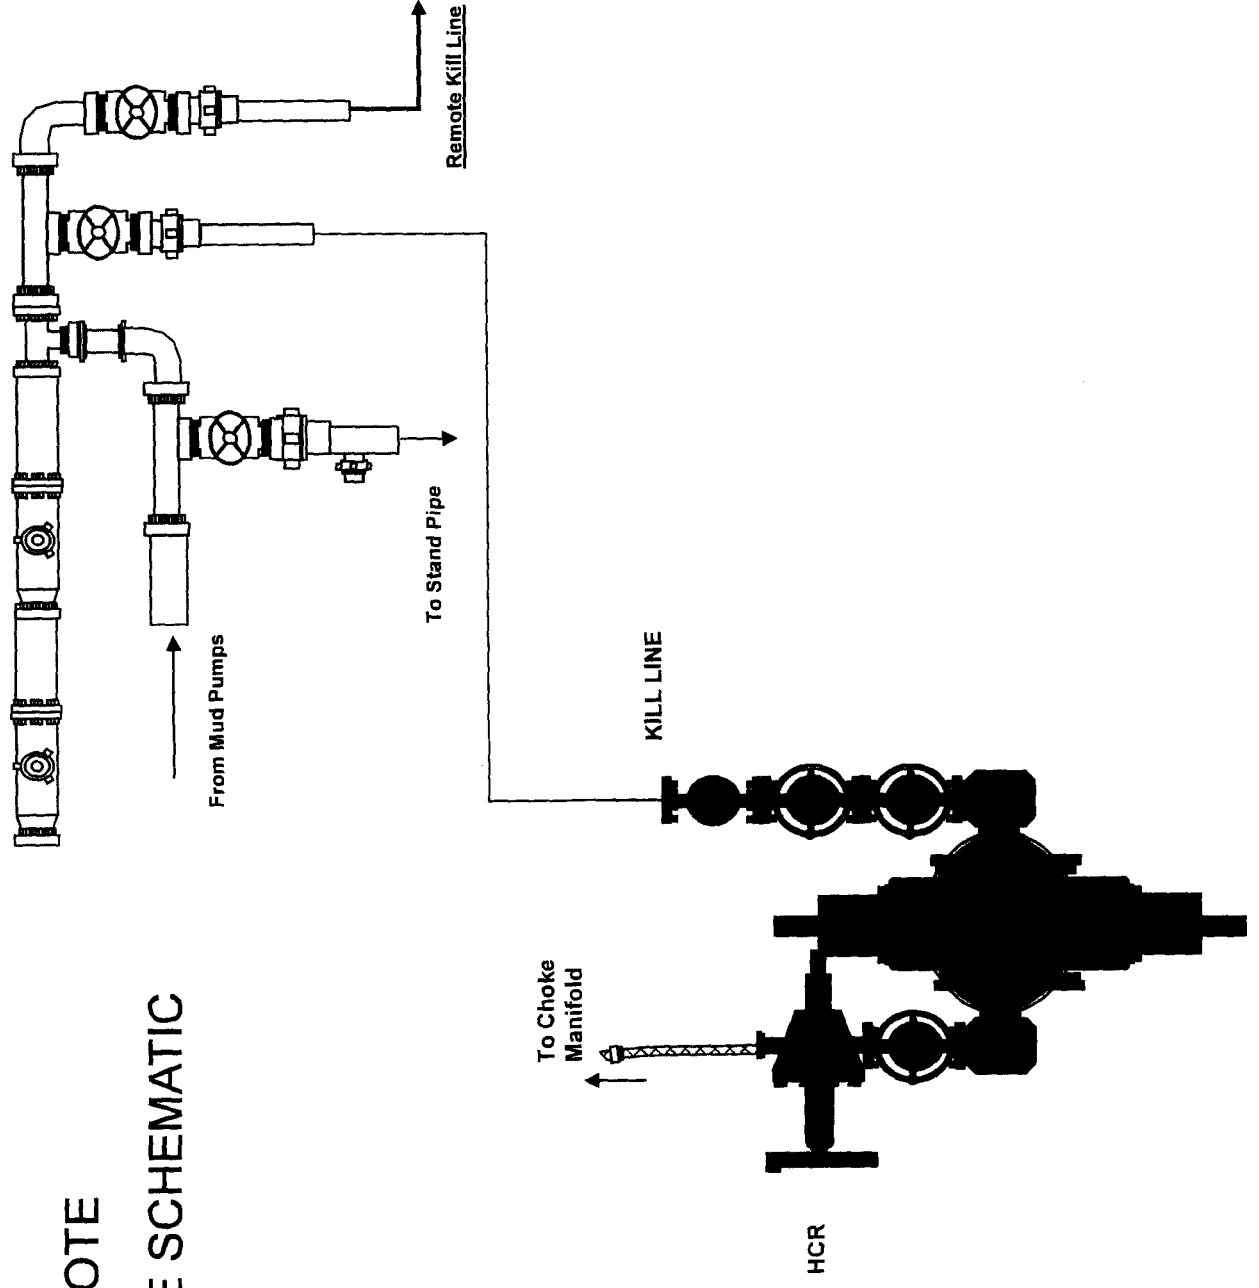 OTE
E SCHEMATIC
From Mud Pumps
To Stand Pipe
Remote Kill Line
KILL LINE
To Choke
Manifold
HCR